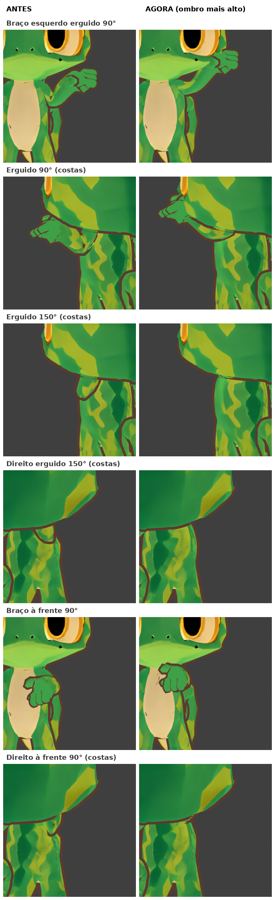 ANTES
AGORA (ombro mais alto)
Braço esquerdo erguido 90°
Erguido 90° (costas)
Erguido 150° (costas)
Direito erguido 150° (costas)
Braço à frente 90°
Direito à frente 90° (costas)